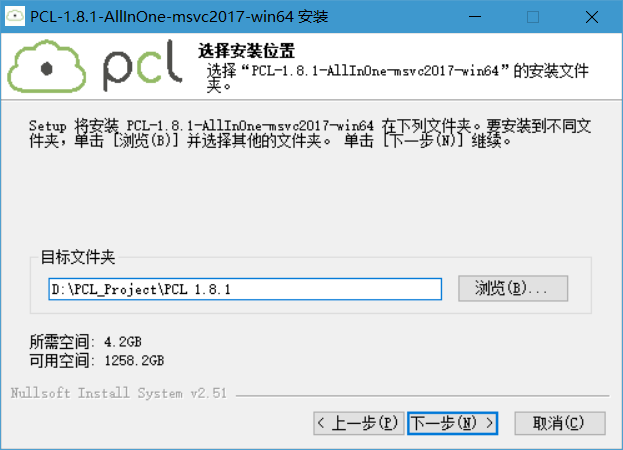 PCL-1.8.1-AllInOne-msvc2017-win64 安装
pcl
选择安装位置
选择“PCL-1.8.1-AllInOne-msvc2017-win64”的安装文件
夹。
Setup 将安装 PCL-1.8.1-AllInOne-msvc2017-win64 在下列文件夹。要安装到不同文
件夹，单击 [浏览(B)] 并选择其他的文件夹。 单击 [下一步(N)] 继续。
目标文件夹
D:\PCL_Project\PCL 1.8.1
浏览(B)...
所需空间: 4.2GB
可用空间: 1258.2GB
Nullsoft Install System v2.51
< 上一步(P)
下一步(N) >
取消(C)